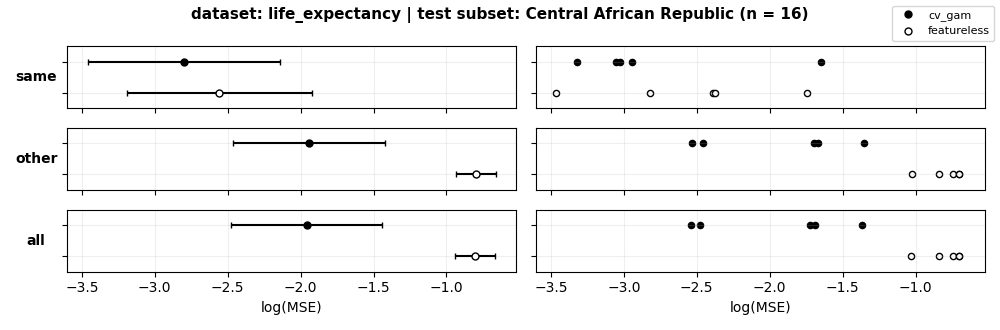 dataset: life_expectancy | test subset: Central African Republic (n = 16)
cv_gam
featureless
same
other
all
−3.5 −3.0 −2.5 −2.0 −1.5 −1.0
−3.5 −3.0 −2.5 −2.0 −1.5 −1.0
log(MSE)
log(MSE)